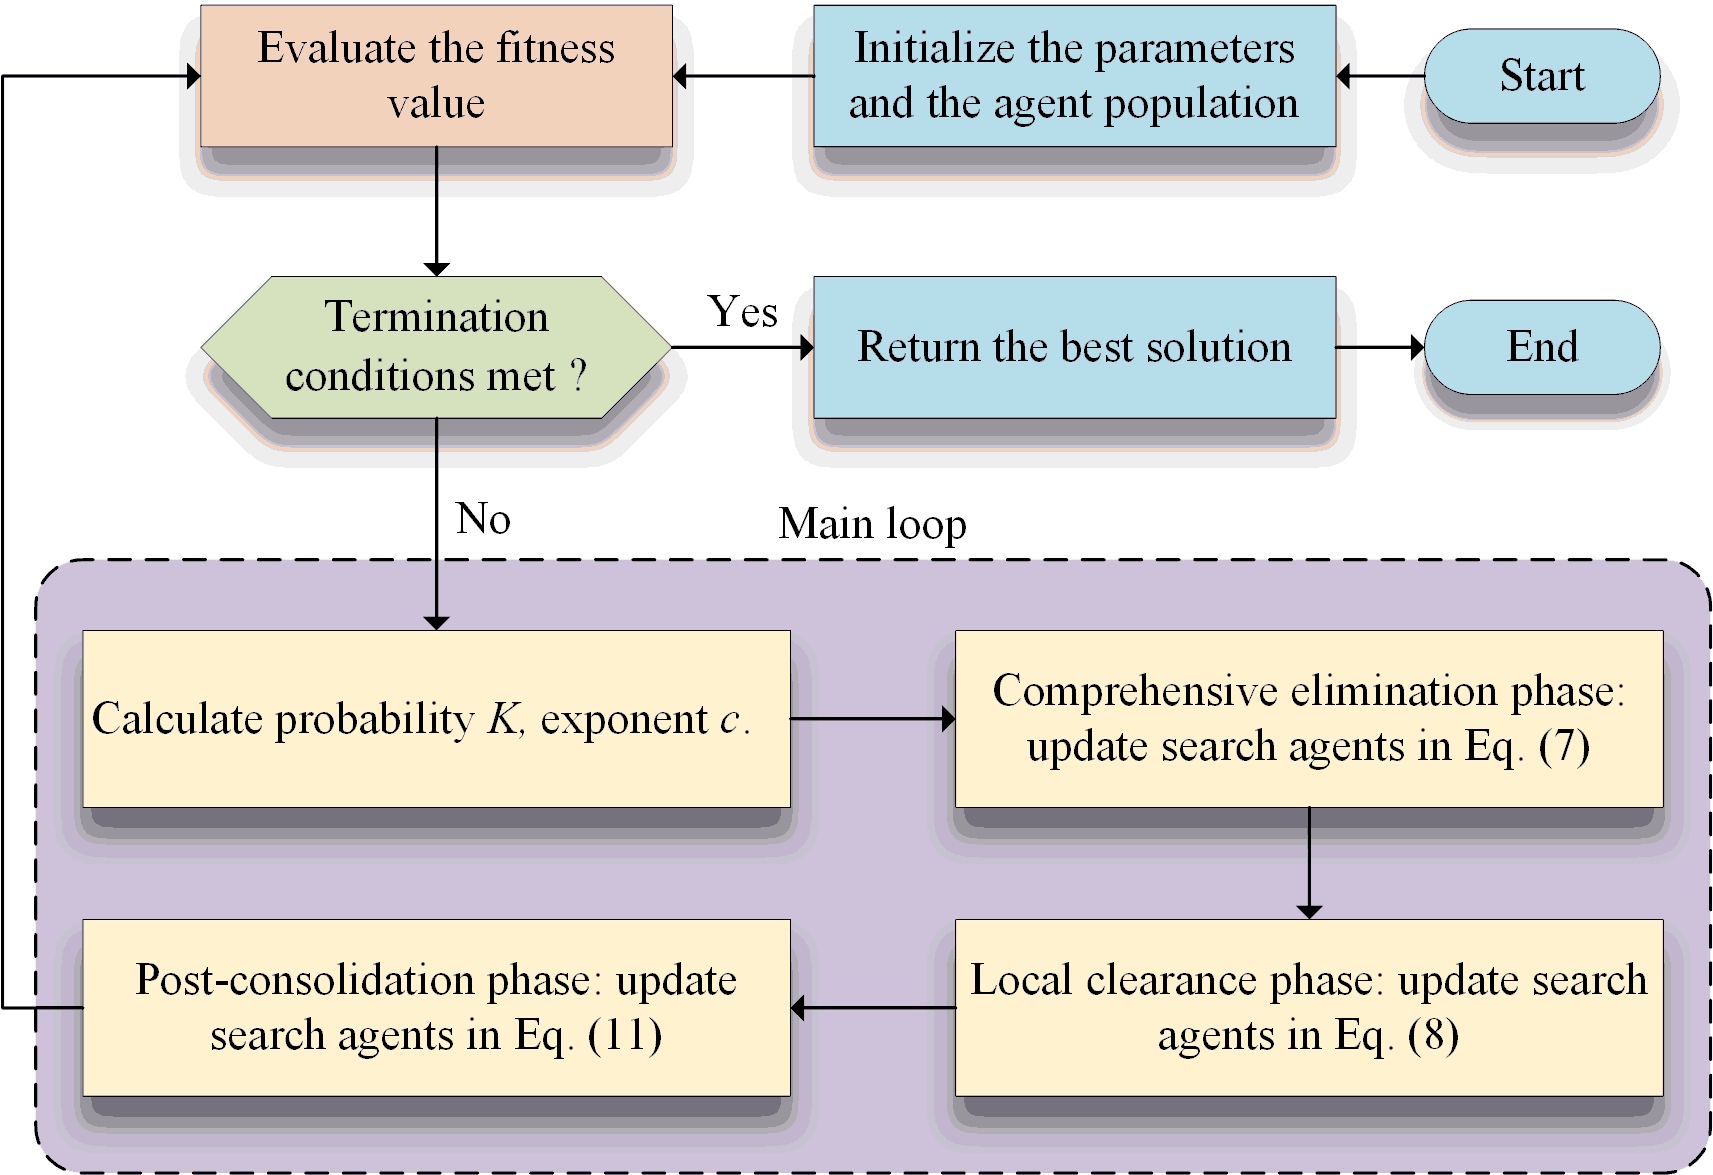 Evaluate the fitness
value
Initialize the parameters
and the agent population
Start
Termination
conditions met ?
Yes
Return the best solution
End
No
Main loop
Calculate probability K, exponent c.
Comprehensive elimination phase:
update search agents in Eq. (7)
Post-consolidation phase: update
search agents in Eq. (11)
Local clearance phase: update search
agents in Eq. (8)